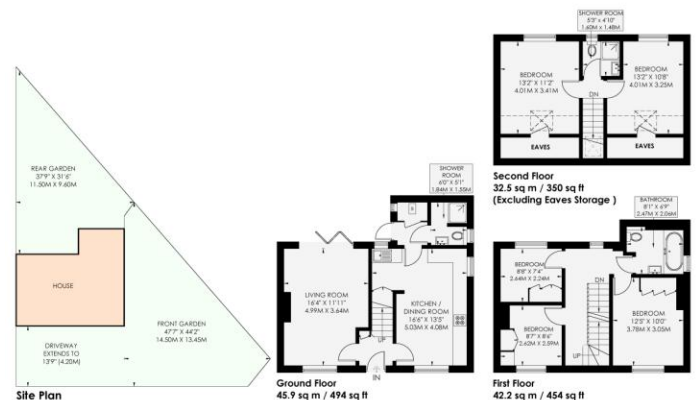 SHOWER ROOM
5'3" x 4'10"
1.60M x 1.48M
BEDROOM
13'2" X 11'2"
4.01M X 3.41M
BEDROOM
13'2" X 10'8"
4.01M X 3.25M
DN
EAVES
EAVES
Second Floor
32.5 sq m / 350 sq ft
(Excluding Eaves Storage )
REAR GARDEN
37'9" X 31'6"
11.50M X 9.60M
HOUSE
FRONT GARDEN
47'7" X 44'2"
14.50M X 13.45M
DRIVEWAY
EXTENDS TO
13'9" (4.20M)
Site Plan
SHOWER
ROOM
6'0" X 5'1"
1.84M X 1.55M
LIVING ROOM
16'4" X 11'11"
4.99M X 3.64M
KITCHEN /
DINING ROOM
16'6" X 13'5"
5.03M X 4.08M
UP
IN
Ground Floor
45.9 sq m / 494 sq ft
BATHROOM
8'1" X 6'9"
2.47M X 2.06M
BEDROOM
8'8" X 7'4"
2.64M X 2.24M
DN
BEDROOM
12'5" X 10'0"
3.78M X 3.05M
BEDROOM
8'7" X 8'6"
2.62M X 2.59M
UP
First Floor
42.2 sq m / 454 sq ft